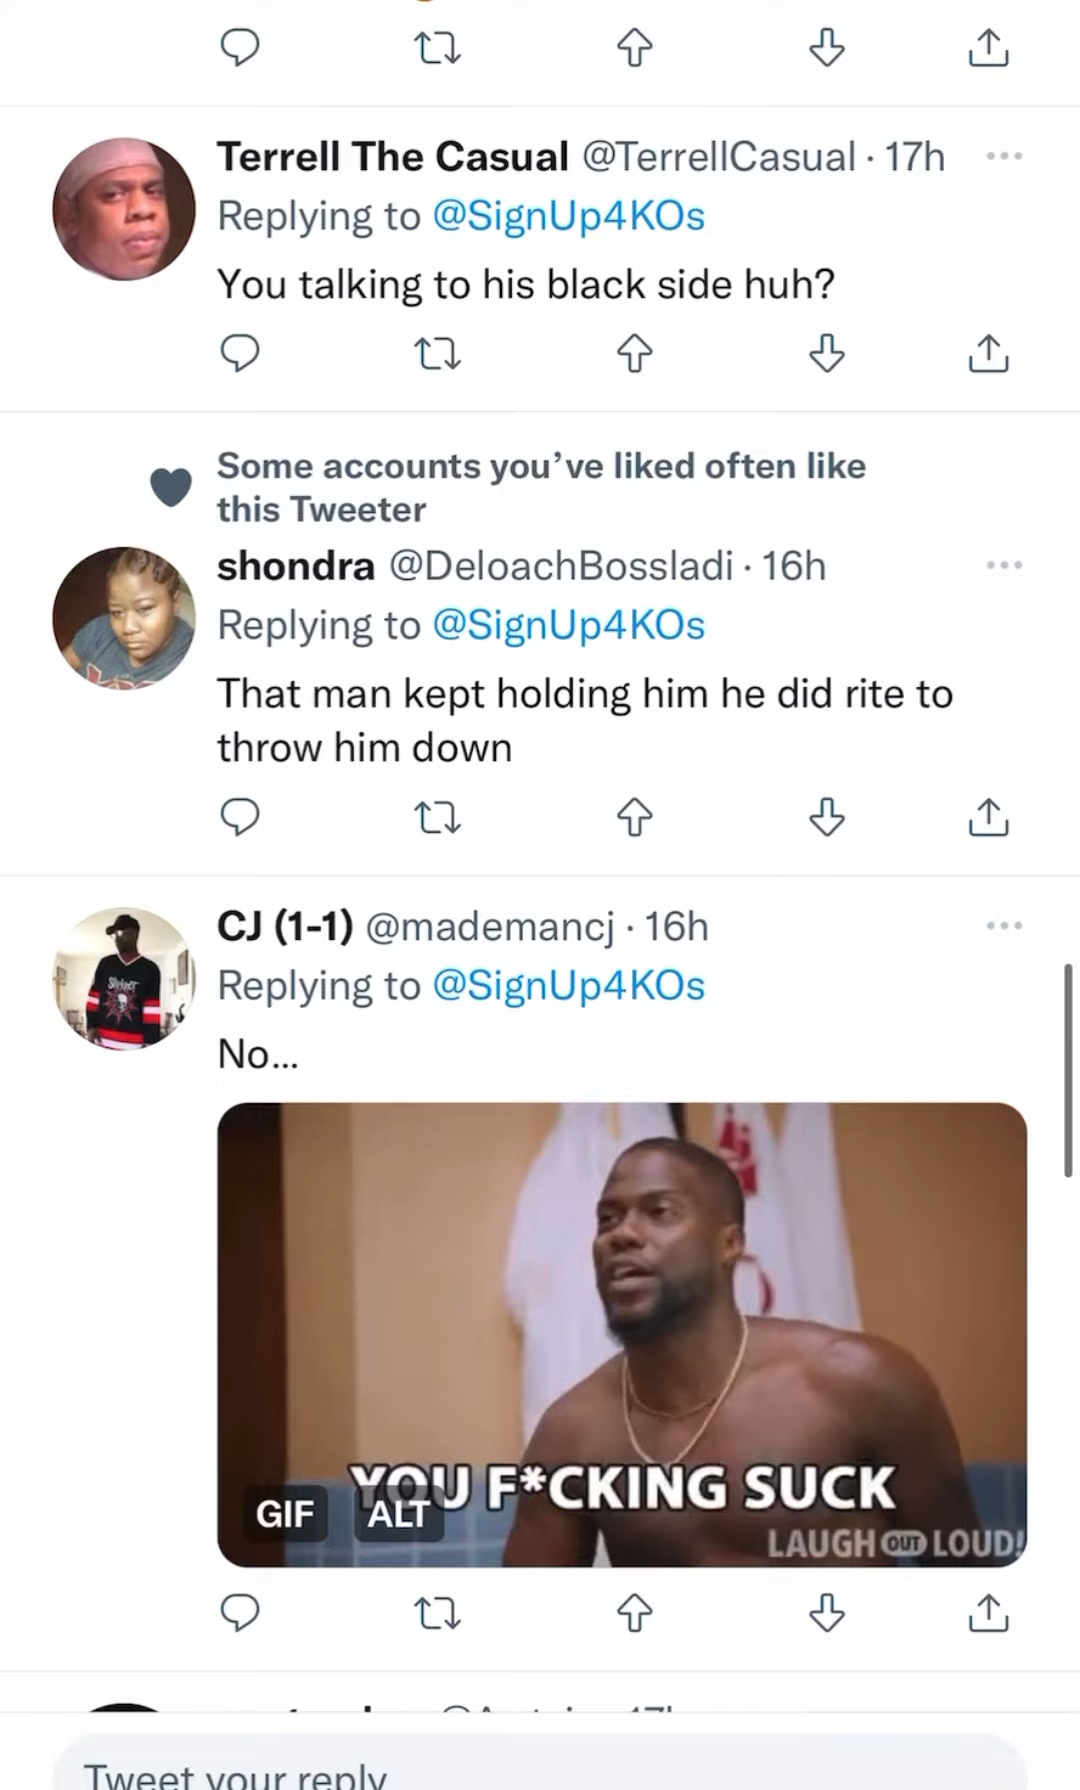 Terrell The Casual @TerrellCasual · 17h
Replying to @SignUp4KOs
You talking to his black side huh?
Some accounts you’ve liked often like
this Tweeter
shondra @DeloachBossladi · 16h
Replying to @SignUp4KOs
That man kept holding him he did rite to
throw him down
CJ (1-1) @mademancj · 16h
Replying to @SignUp4KOs
No...
Slipknot
YOU F*CKING SUCK
GIF ALT
LAUGH OUT LOUD!
Tweet your reply